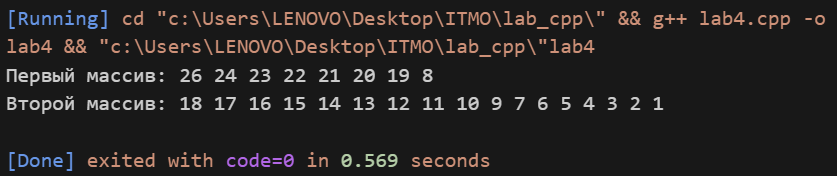 [Running] cd "c:\Users\LENOVO\Desktop\ITMO\lab_cpp\" && g++ lab4.cpp -o
lab4 && "c:\Users\LENOVO\Desktop\ITMO\lab_cpp\"lab4
Первый массив: 26 24 23 22 21 20 19 8
Второй массив: 18 17 16 15 14 13 12 11 10 9 7 6 5 4 3 2 1
[Done] exited with code=0 in 0.569 seconds